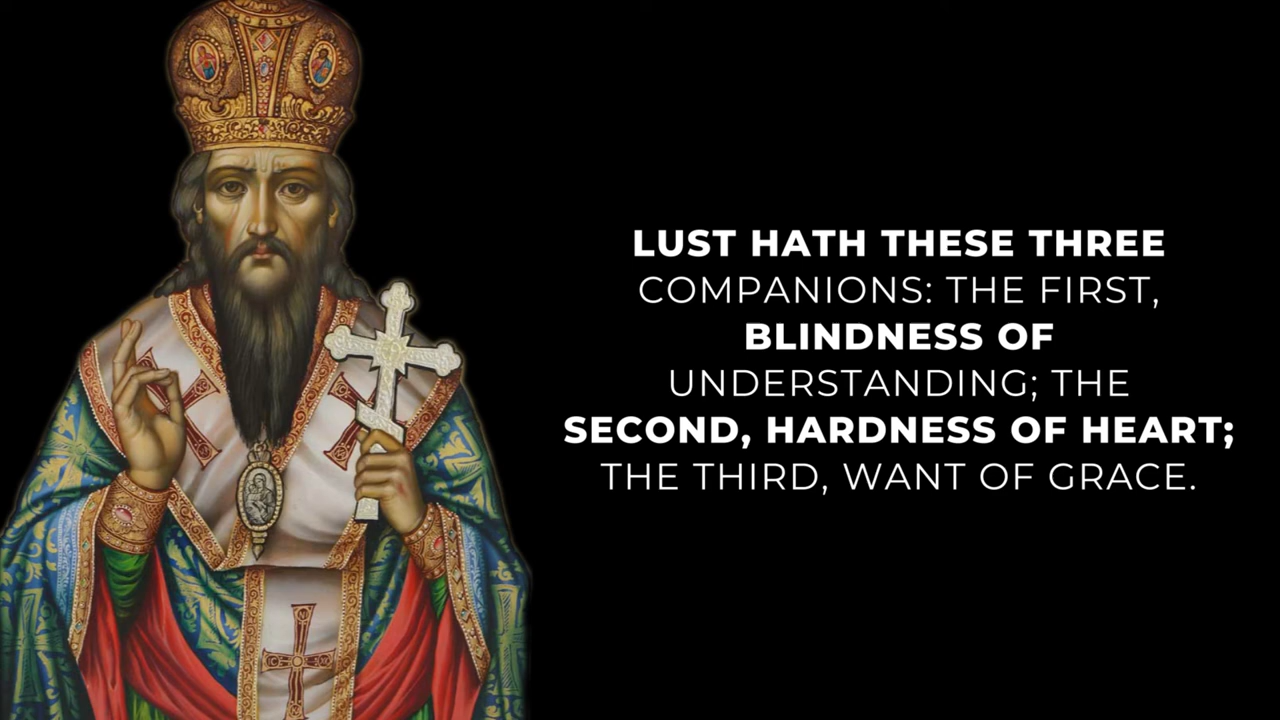 LUST HATH THESE THREE
COMPANIONS: THE FIRST,
BLINDNESS OF
UNDERSTANDING; THE
SECOND, HARDNESS OF HEART;
THE THIRD, WANT OF GRACE.